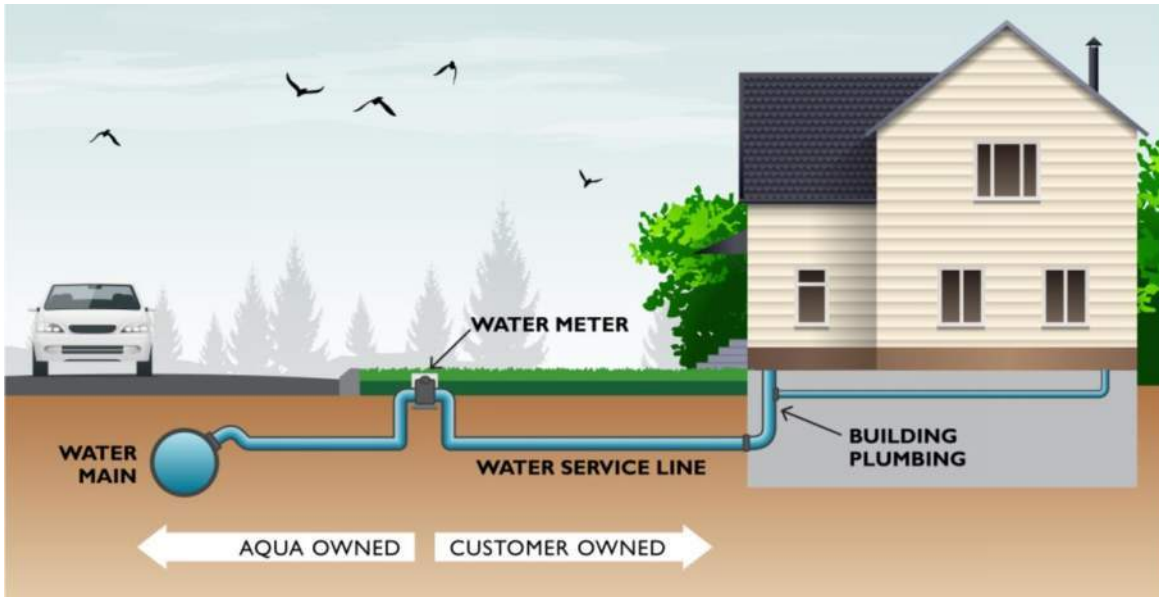 WATER METER
WATER
MAIN
WATER SERVICE LINE
BUILDING
PLUMBING
AQUA OWNED
CUSTOMER OWNED